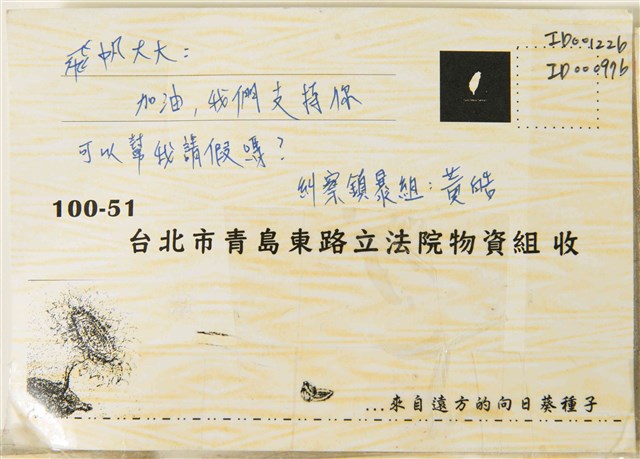 飛帆大大：
加油，我們支持你
可以幫我請假嗎？
糾察鎮暴組：黃皓
ID001226
ID000976
100-51
台北市青島東路立法院物資組 收
...來自遠方的向日葵種子